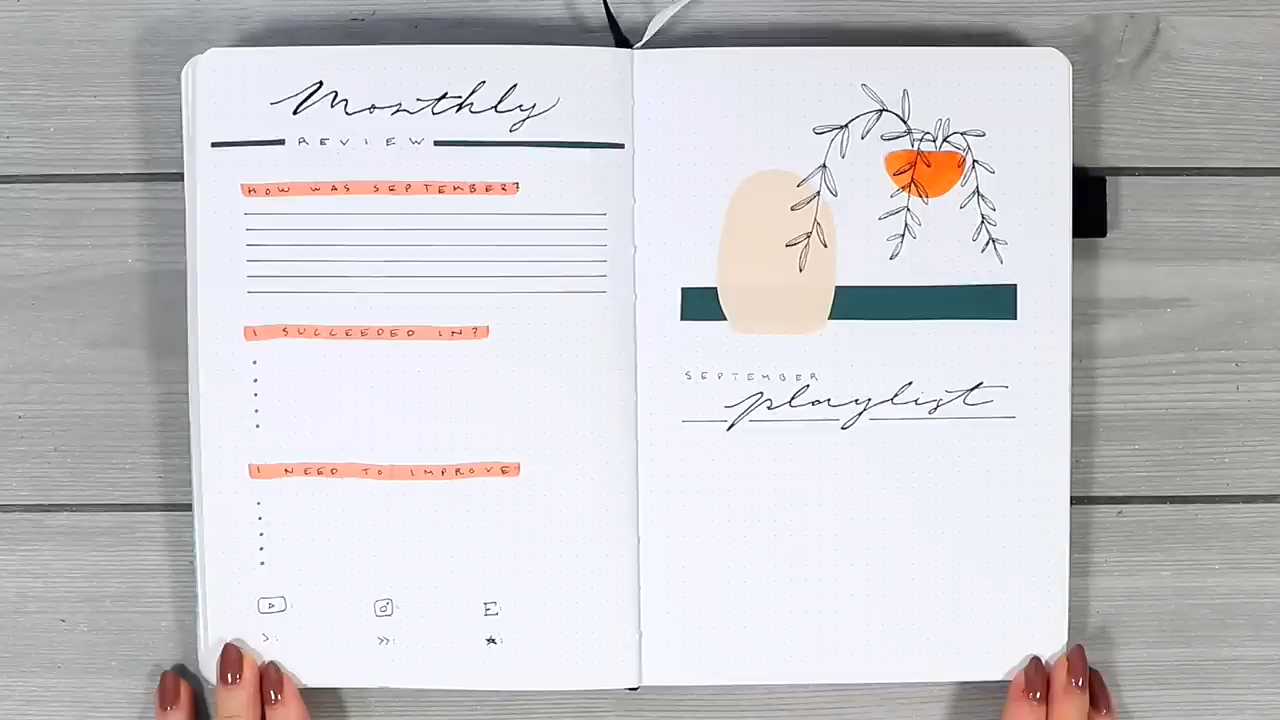 Monthly
REVIEW
HOW WAS SEPTEMBER?
I SUCCEEDED IN?
I NEED TO IMPROVE:
E:
>:
>>:
★:
SEPTEMBER
playlist